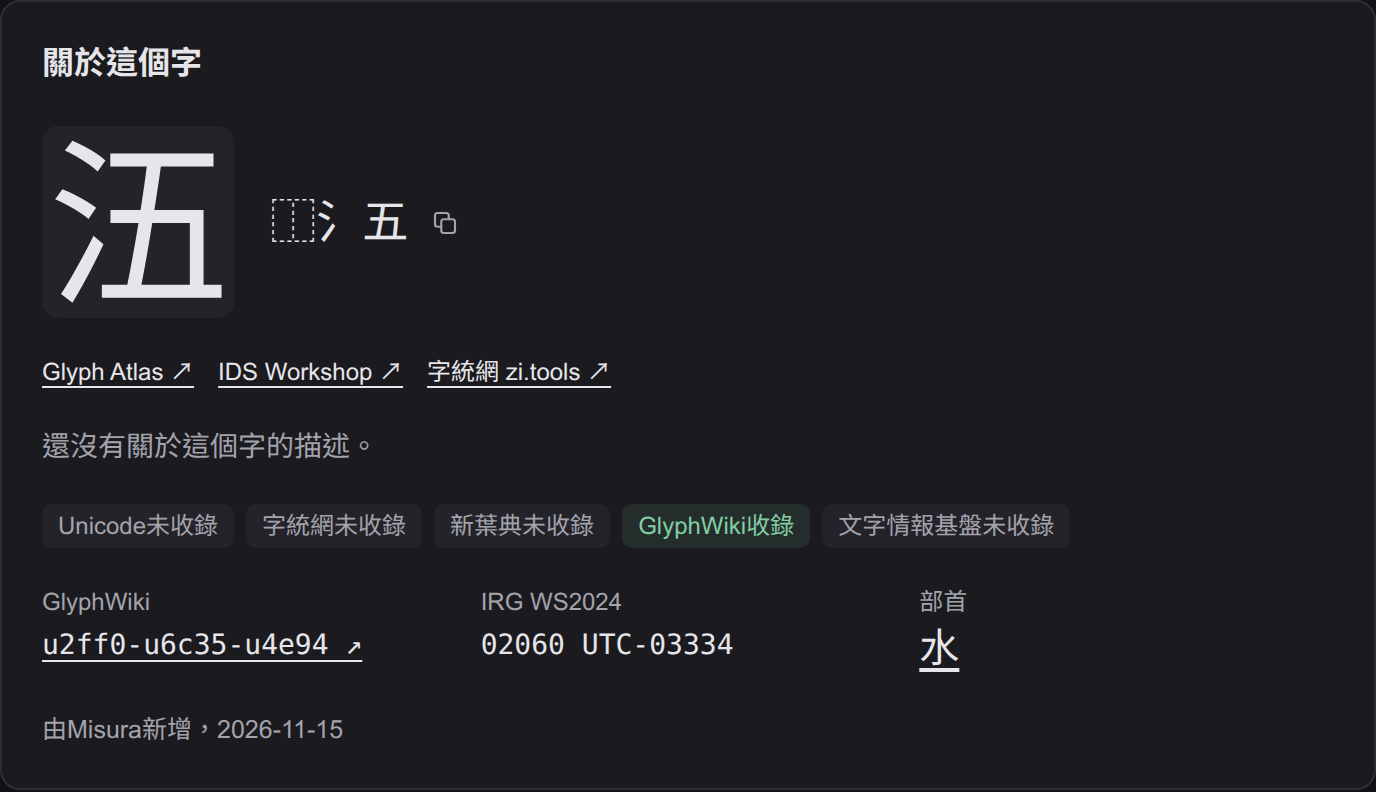 關於這個字
⿰氵五
⿰氵五
Glyph Atlas ↗ IDS Workshop ↗ 字統網 zi.tools ↗
還沒有關於這個字的描述。
Unicode未收錄 字統網未收錄 新葉典未收錄 GlyphWiki收錄 文字情報基盤未收錄
GlyphWiki IRG WS2024 部首
u2ff0-u6c35-u4e94 ↗ 02060 UTC-03334 水
由Misura新增，2026-11-15